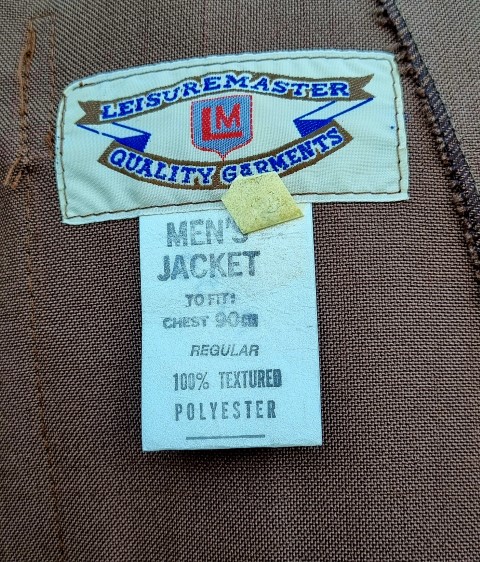 LEISUREMASTER
LM
QUALITY GARMENTS
MEN'S
JACKET
TO FIT:
CHEST 90CM
REGULAR
100% TEXTURED
POLYESTER